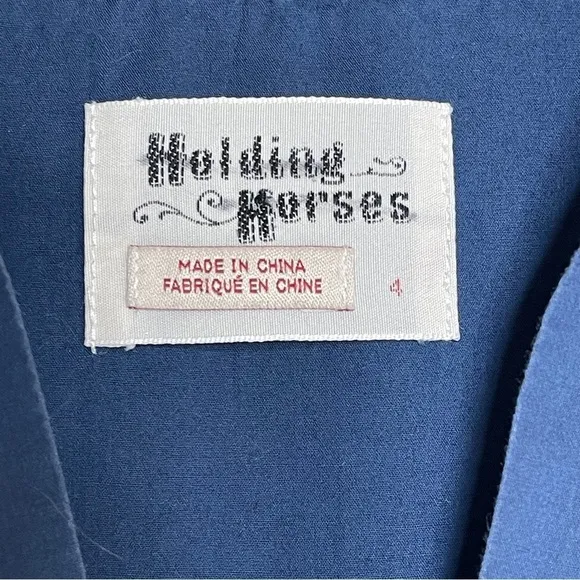 Holding
Horses
MADE IN CHINA
FABRIQUÉ EN CHINE
4